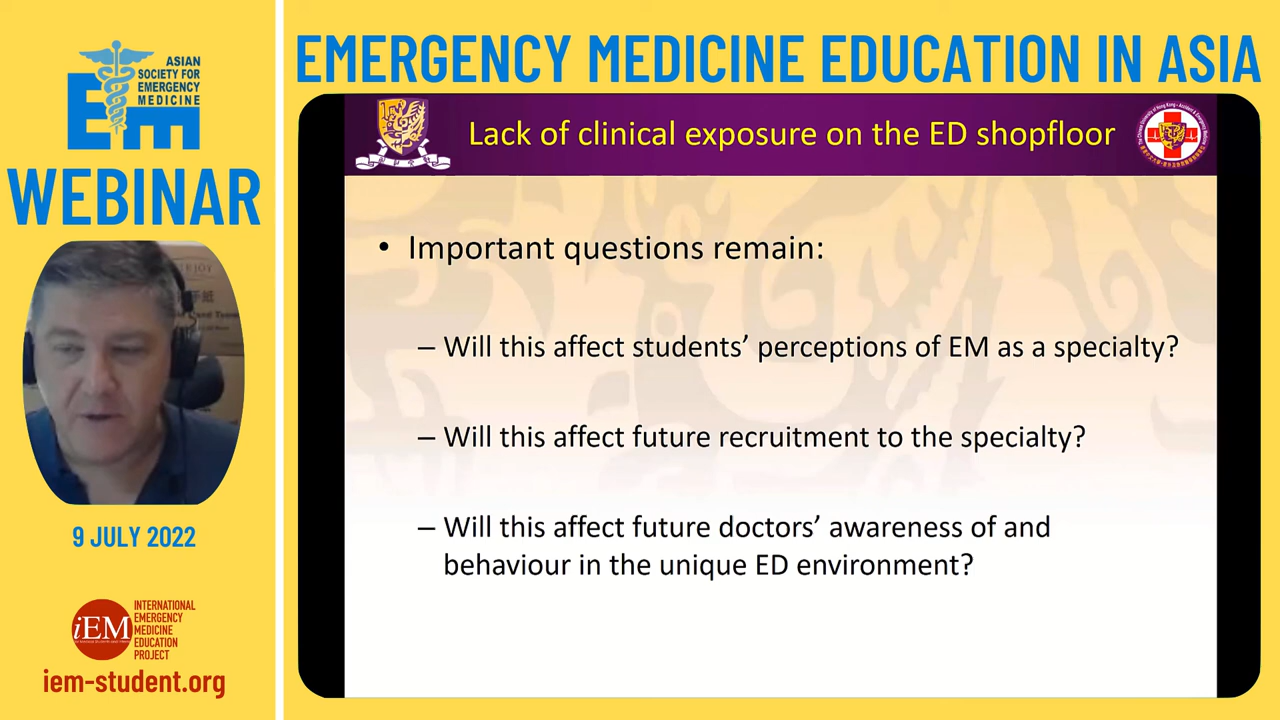 ASIAN
SOCIETY FOR
EMERGENCY
MEDICINE
EM
WEBINAR
9 JULY 2022
iEM
INTERNATIONAL
EMERGENCY
MEDICINE
EDUCATION
PROJECT
iem-student.org
EMERGENCY MEDICINE EDUCATION IN ASIA
Lack of clinical exposure on the ED shopfloor
• Important questions remain:
– Will this affect students’ perceptions of EM as a specialty?
– Will this affect future recruitment to the specialty?
– Will this affect future doctors’ awareness of and
behaviour in the unique ED environment?